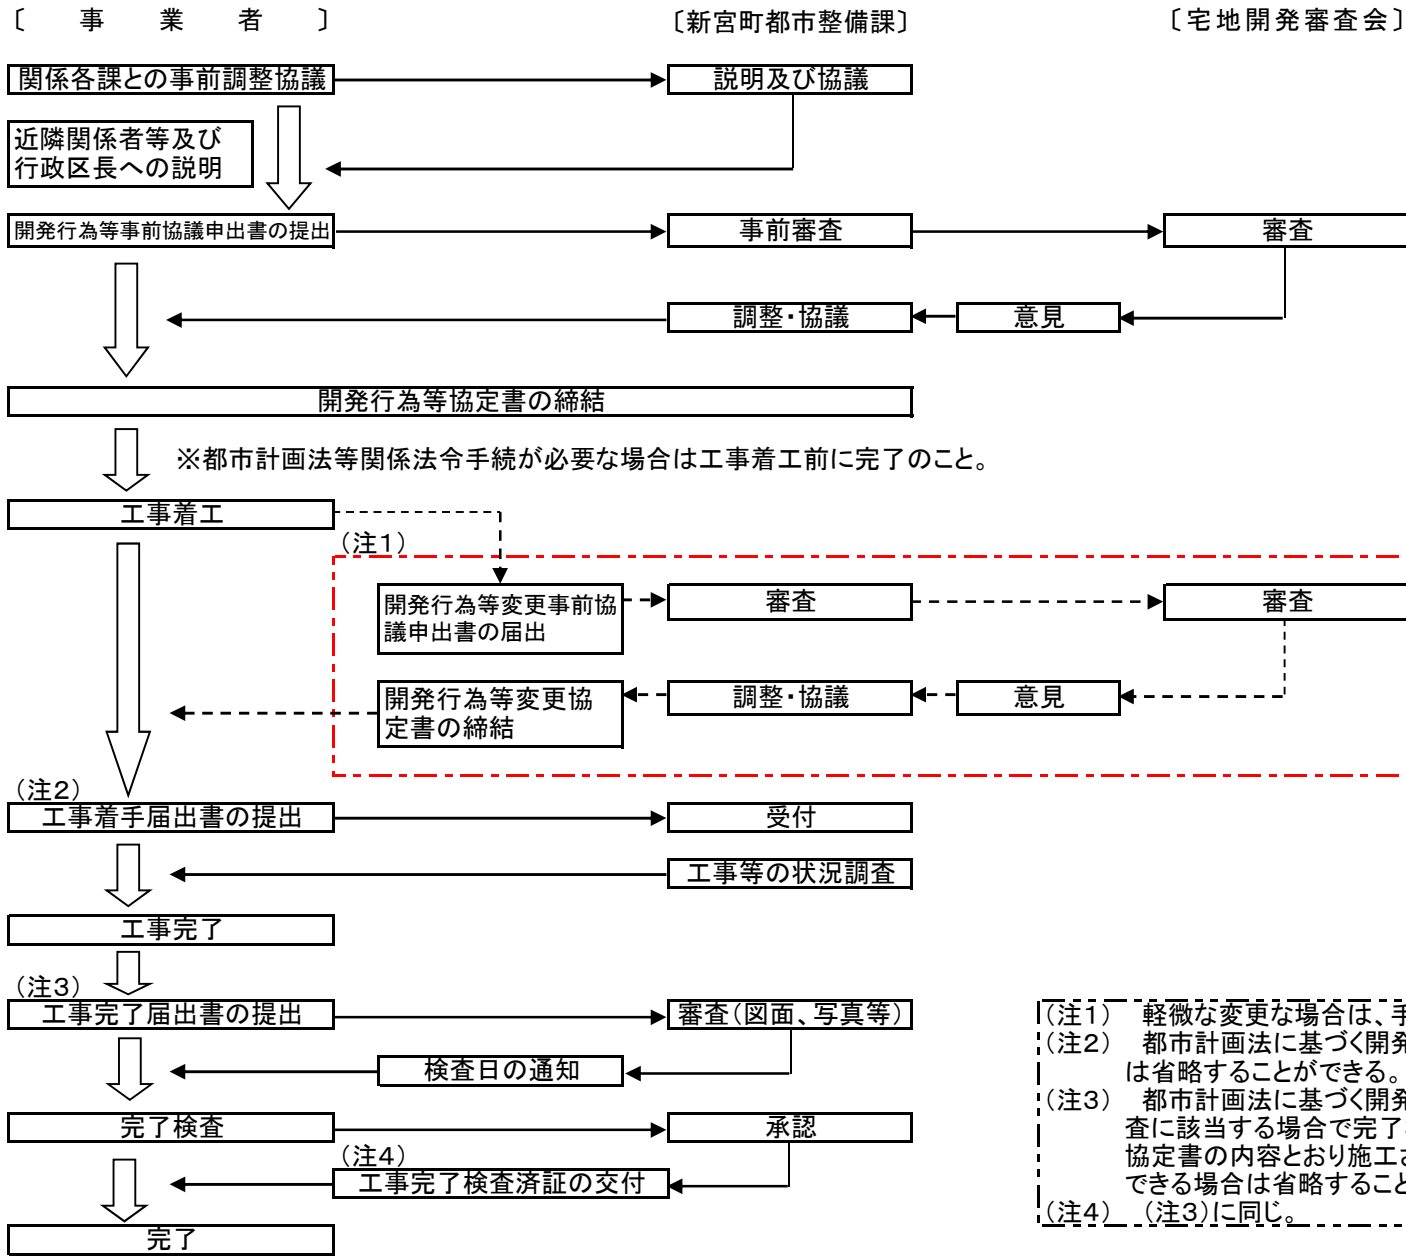 〔 事 業 者 〕 〔新宮町都市整備課〕 〔宅地開発審査会〕
関係各課との事前調整協議 説明及び協議
近隣関係者等及び
行政区長への説明
開発行為等事前協議申出書の提出 事前審査 審査
調整・協議 意見
開発行為等協定書の締結
※都市計画法等関係法令手続が必要な場合は工事着工前に完了のこと。
工事着工
(注1)
開発行為等変更事前協
議申出書の届出
審査 審査
開発行為等変更協
定書の締結
調整・協議 意見
(注2)
工事着手届出書の提出 受付
工事等の状況調査
工事完了
(注3)
工事完了届出書の提出 審査(図面、写真等)
検査日の通知
完了検査 承認
(注4)
工事完了検査済証の交付
完了
(注1) 軽微な変更な場合は、手
(注2) 都市計画法に基づく開発
は省略することができる。
(注3) 都市計画法に基づく開発
査に該当する場合で完了
協定書の内容とおり施工さ
できる場合は省略すること
(注4) (注3)に同じ。